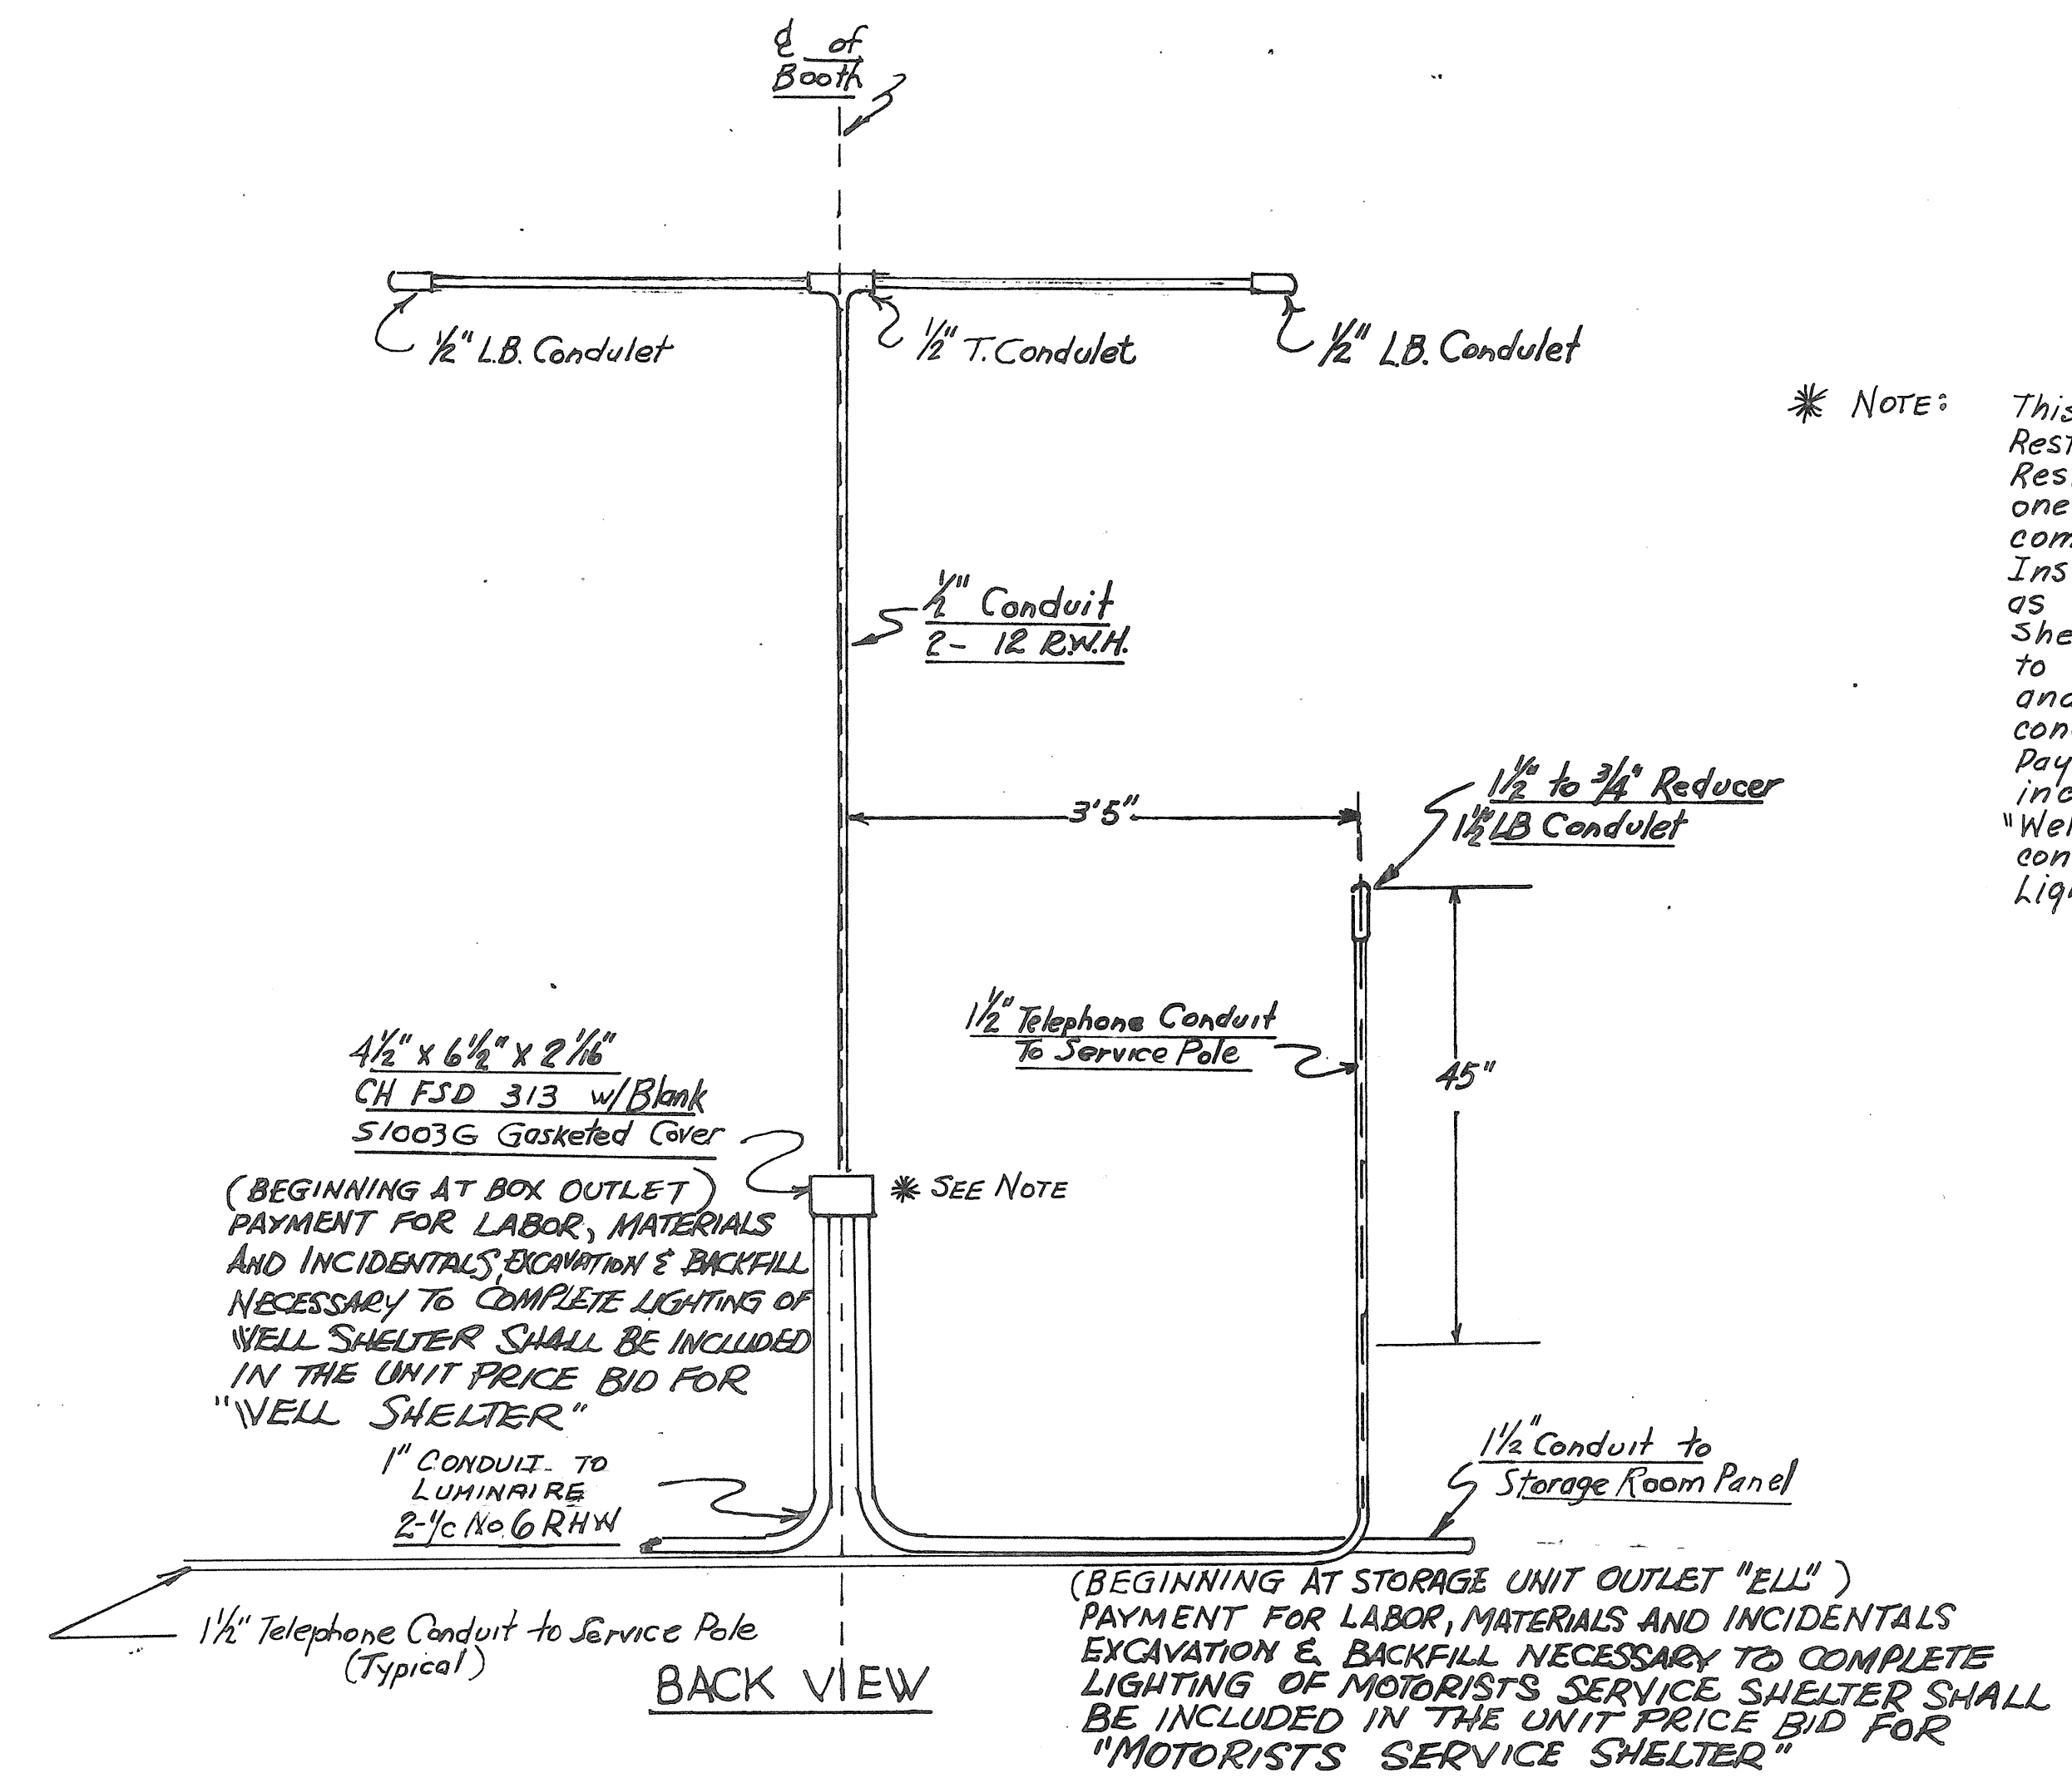 ℄ of
Booth
1/2" L.B. Condulet
1/2" T. Condulet
1/2" L.B. Condulet
* NOTE:
This
Rest
Res
one
com
Ins
as
She
to
and
con
Pay
inc
"Wel
con
Lig
1/2" Conduit
2- 12 R.W.H.
3'5"
1 1/2" to 3/4" Reducer
1 1/2" LB Condulet
1 1/2" Telephone Conduit
To Service Pole
45"
4 1/2" x 6 1/2" x 2 1/16"
CH FSD 313 w/Blank
S1003G Gasketed Cover
* SEE NOTE
(BEGINNING AT BOX OUTLET)
PAYMENT FOR LABOR, MATERIALS
AND INCIDENTALS, EXCAVATION & BACKFILL
NECESSARY TO COMPLETE LIGHTING OF
WELL SHELTER SHALL BE INCLUDED
IN THE UNIT PRICE BID FOR
"WELL SHELTER"
1" CONDUIT TO
LUMINAIRE
2-1/c No. 6 RHW
1 1/2" Conduit to
Storage Room Panel
1 1/2" Telephone Conduit to Service Pole
(Typical)
BACK VIEW
(BEGINNING AT STORAGE UNIT OUTLET "ELL")
PAYMENT FOR LABOR, MATERIALS AND INCIDENTALS
EXCAVATION & BACKFILL NECESSARY TO COMPLETE
LIGHTING OF MOTORISTS SERVICE SHELTER SHALL
BE INCLUDED IN THE UNIT PRICE BID FOR
"MOTORISTS SERVICE SHELTER"